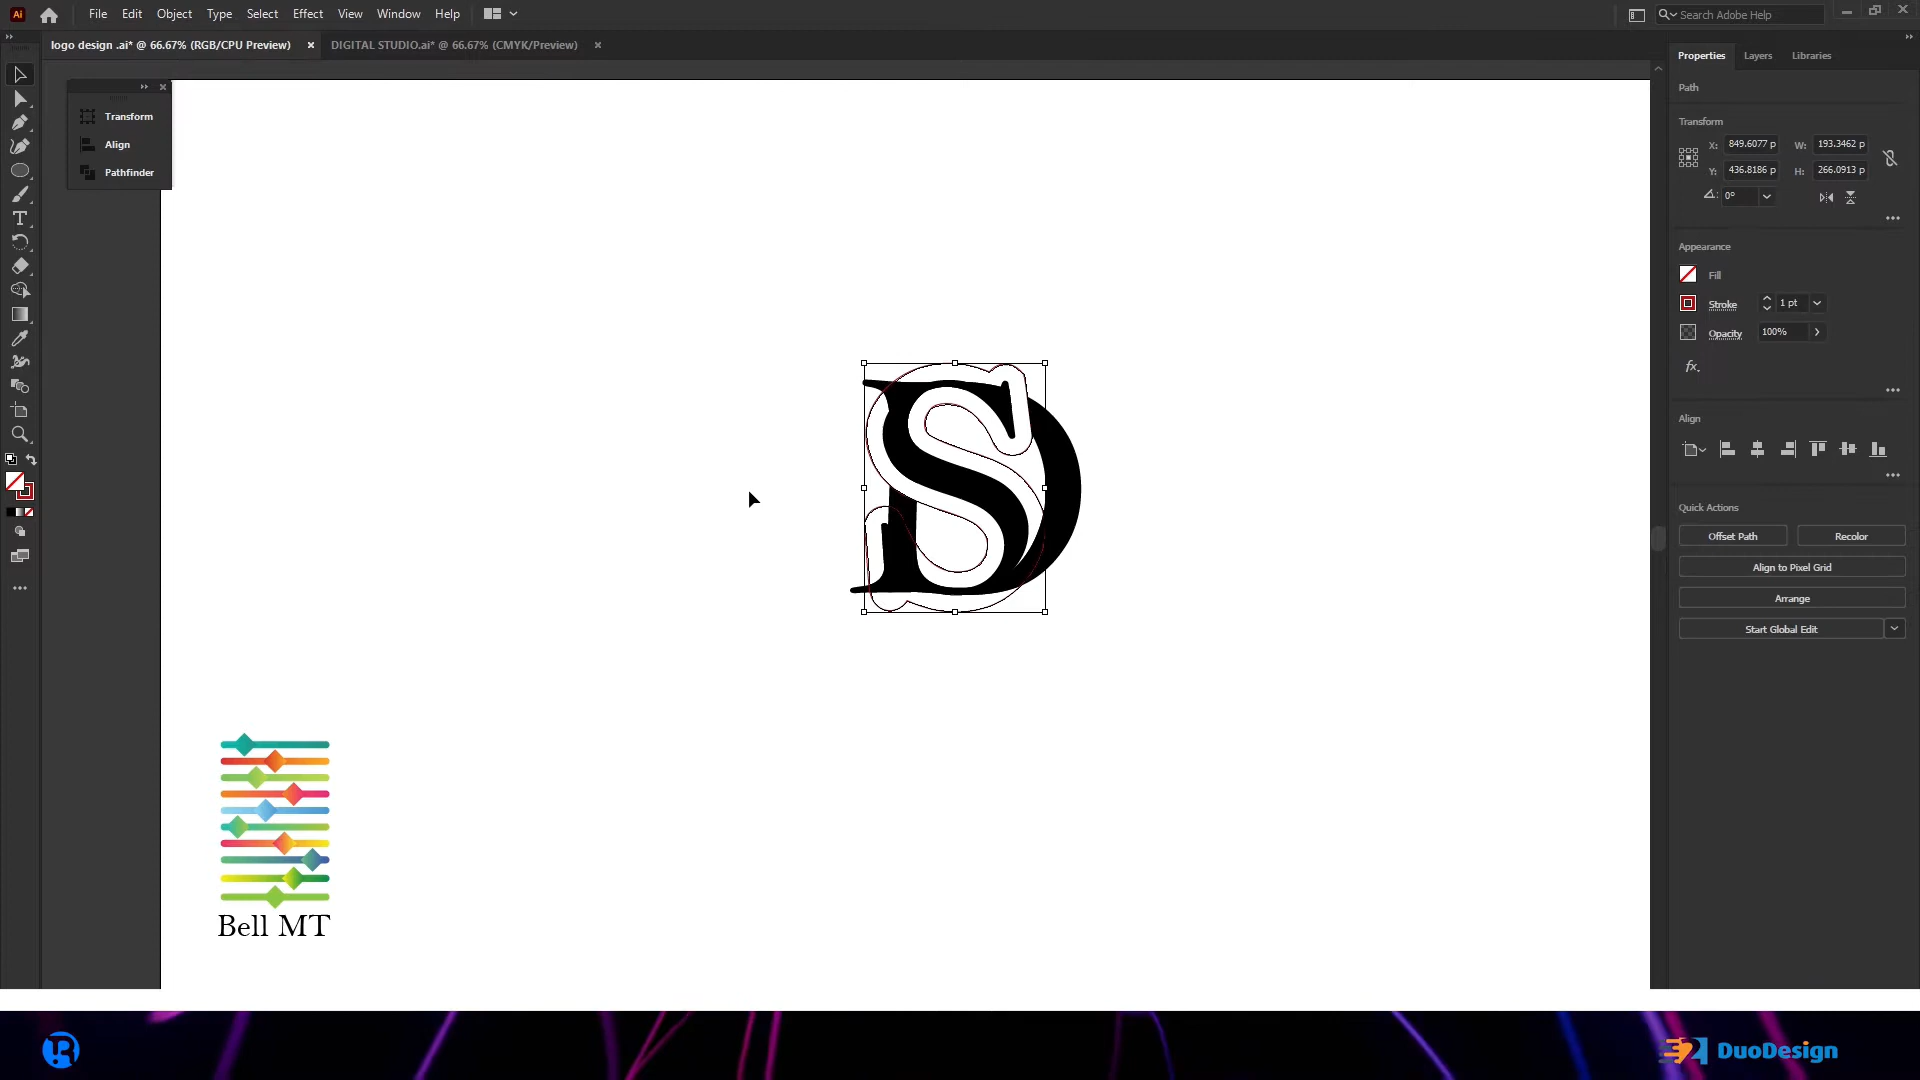 Ai
File Edit Object Type Select Effect View Window Help
Search Adobe Help
logo design .ai* @ 66.67% (RGB/CPU Preview) ×
DIGITAL STUDIO.ai* @ 66.67% (CMYK/Preview) ×
Transform
Align
Pathfinder
Properties Layers Libraries
Path
Transform
X: 849.6077 p W: 193.3462 p
Y: 436.8186 p H: 266.0913 p
0°
Appearance
Fill
Stroke 1 pt
Opacity 100%
fx.
Align
Quick Actions
Offset Path Recolor
Align to Pixel Grid
Arrange
Start Global Edit
DS
Bell MT
DuoDesign